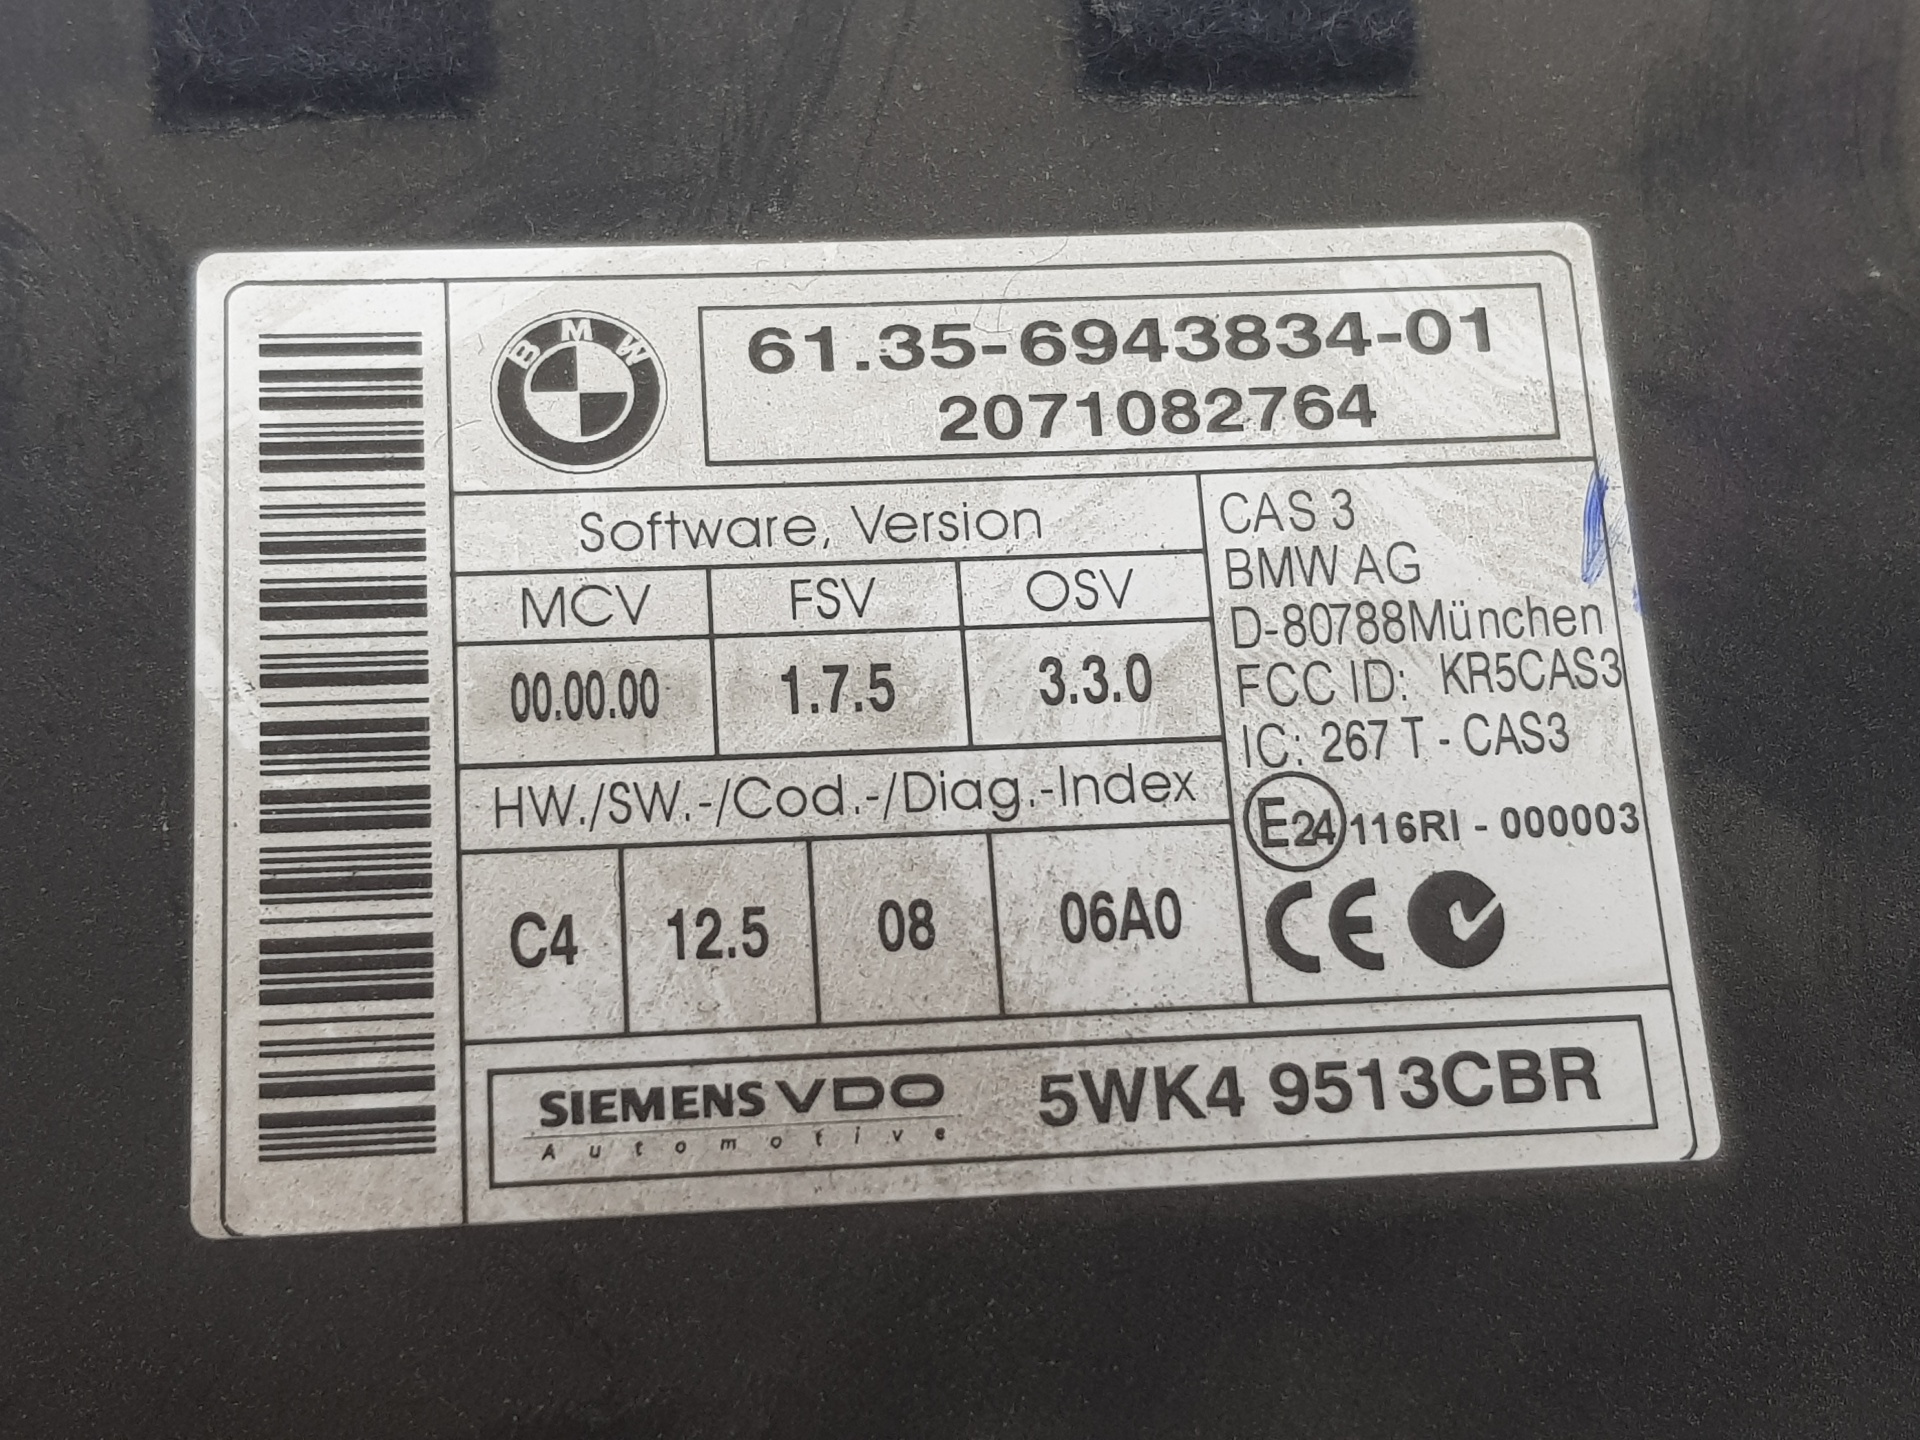 BMW
61.35-6943834-01
2071082764
Software, Version
MCV FSV OSV
00.00.00 1.7.5 3.3.0
HW./SW.-/Cod.-/Diag.-Index
C4 12.5 08 06A0
CAS 3
BMW AG
D-80788München
FCC ID: KR5CAS3
IC: 267 T - CAS3
E24 116RI - 000003
CE
SIEMENS VDO
Automotive
5WK4 9513CBR